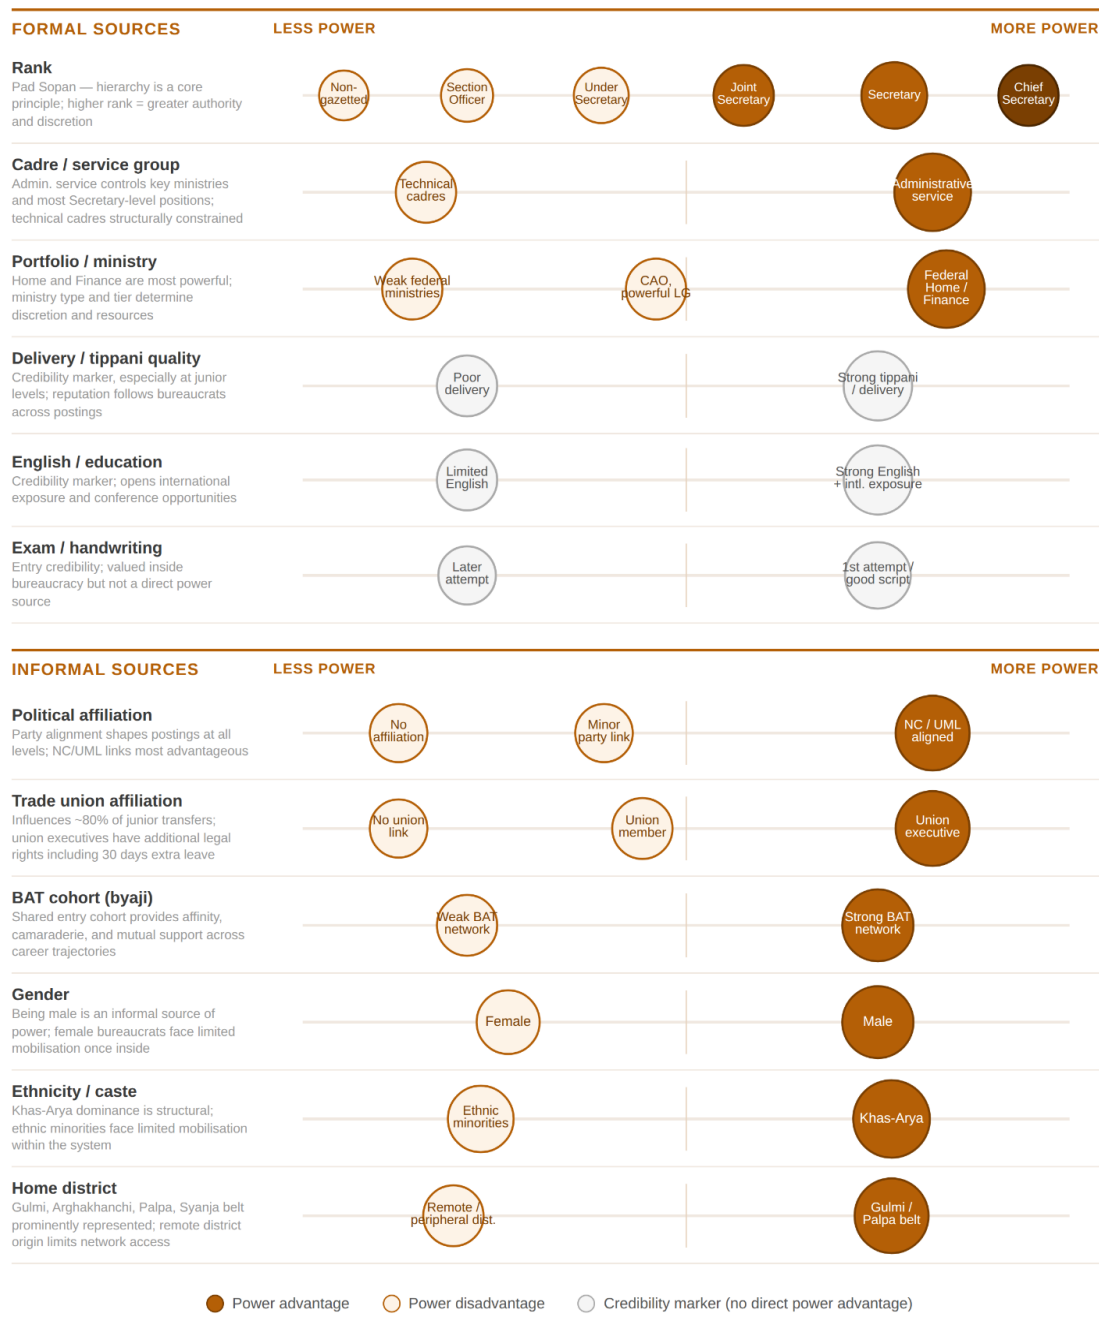 FORMAL SOURCES
LESS POWER
MORE POWER
Rank
Pad Sopan — hierarchy is a core
principle; higher rank = greater authority
and discretion
Non-
gazetted
Section
Officer
Under
Secretary
Joint
Secretary
Secretary
Chief
Secretary
Cadre / service group
Admin. service controls key ministries
and most Secretary-level positions;
technical cadres structurally constrained
Technical
cadres
Administrative
service
Portfolio / ministry
Home and Finance are most powerful;
ministry type and tier determine
discretion and resources
Weak federal
ministries
CAO,
powerful LG
Federal
Home /
Finance
Delivery / tippani quality
Credibility marker, especially at junior
levels; reputation follows bureaucrats
across postings
Poor
delivery
Strong tippani
/ delivery
English / education
Credibility marker; opens international
exposure and conference opportunities
Limited
English
Strong English
+ intl. exposure
Exam / handwriting
Entry credibility; valued inside
bureaucracy but not a direct power
source
Later
attempt
1st attempt /
good script
INFORMAL SOURCES
LESS POWER
MORE POWER
Political affiliation
Party alignment shapes postings at all
levels; NC/UML links most advantageous
No
affiliation
Minor
party link
NC / UML
aligned
Trade union affiliation
Influences ~80% of junior transfers;
union executives have additional legal
rights including 30 days extra leave
No union
link
Union
member
Union
executive
BAT cohort (byaji)
Shared entry cohort provides affinity,
camaraderie, and mutual support across
career trajectories
Weak BAT
network
Strong BAT
network
Gender
Being male is an informal source of
power; female bureaucrats face limited
mobilisation once inside
Female
Male
Ethnicity / caste
Khas-Arya dominance is structural;
ethnic minorities face limited mobilisation
within the system
Ethnic
minorities
Khas-Arya
Home district
Gulmi, Arghakhanchi, Palpa, Syanja belt
prominently represented; remote district
origin limits network access
Remote /
peripheral dist.
Gulmi /
Palpa belt
Power advantage
Power disadvantage
Credibility marker (no direct power advantage)